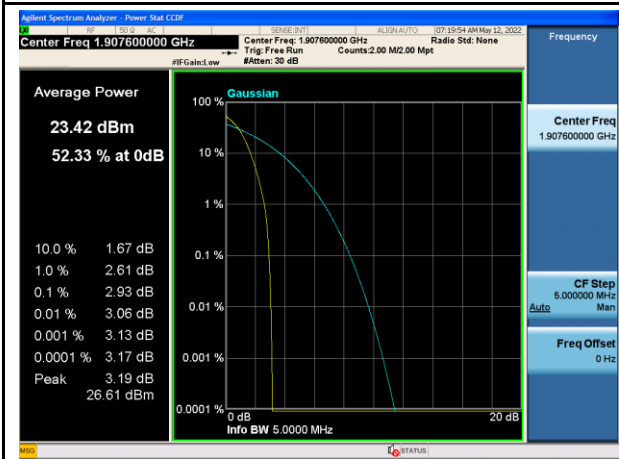 Agilent Spectrum Analyzer - Power Stat CCDF
RF 50 Ω AC SENSE:INT ALIGN AUTO 07:19:54 AM May 12, 2022
Center Freq 1.907600000 GHz
Center Freq: 1.907600000 GHz Radio Std: None
Trig: Free Run Counts:2.00 M/2.00 Mpt
#IFGain:Low #Atten: 30 dB
Frequency
Average Power
23.42 dBm
52.33 % at 0dB
10.0 % 1.67 dB
1.0 % 2.61 dB
0.1 % 2.93 dB
0.01 % 3.06 dB
0.001 % 3.13 dB
0.0001 % 3.17 dB
Peak 3.19 dB
26.61 dBm
Gaussian
100 %
10 %
1 %
0.1 %
0.01 %
0.001 %
0.0001 %
0 dB 20 dB
Info BW 5.0000 MHz
Center Freq
1.907600000 GHz
CF Step
5.000000 MHz
Auto Man
Freq Offset
0 Hz
MSG STATUS